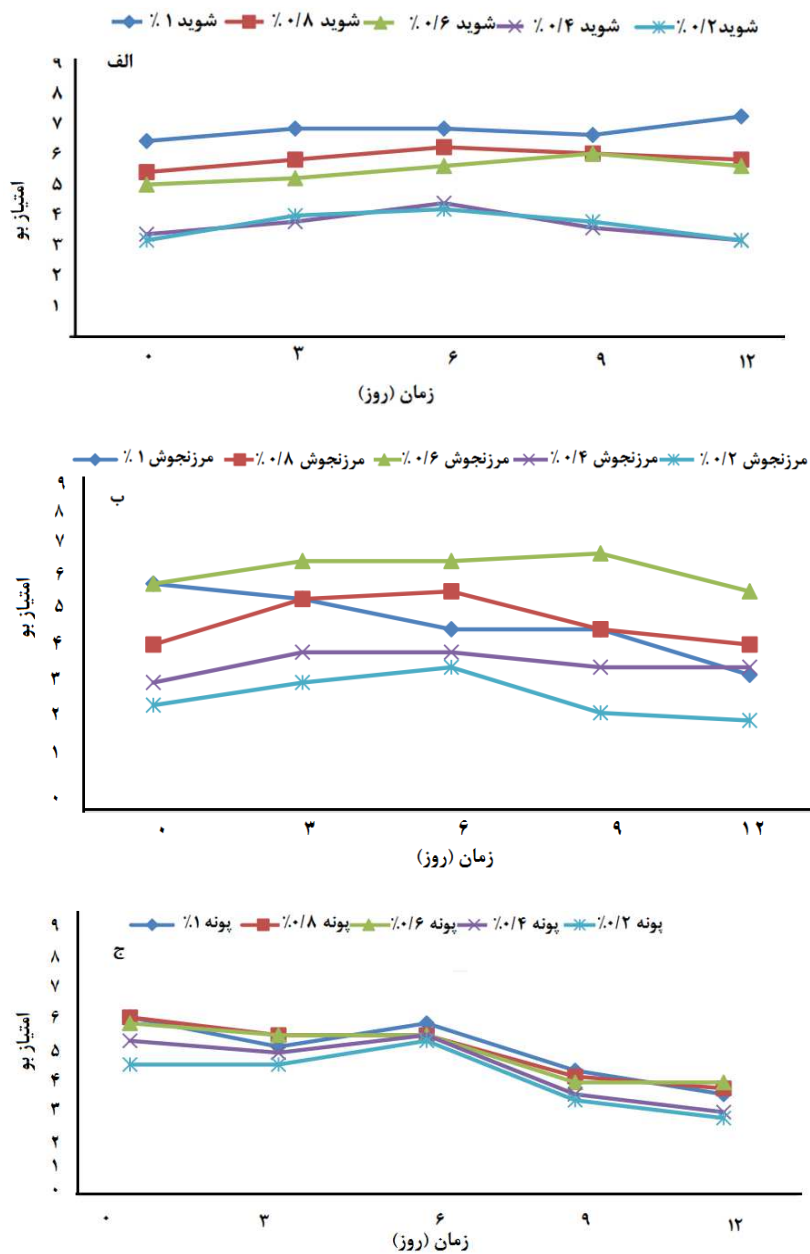 شوید ۱ ٪ شوید ۰/۸ ٪ شوید ۰/۶ ٪ شوید ۰/۴ ٪ شوید ۰/۲ ٪
الف
۹
۸
۷
۶
۵
۴
۳
۲
۱
امتیاز بو
۰ ۳ ۶ ۹ ۱۲
زمان (روز)
مرزنجوش ۱ ٪ مرزنجوش ۰/۸ ٪ مرزنجوش ۰/۶ ٪ مرزنجوش ۰/۴ ٪ مرزنجوش ۰/۲ ٪
ب
۹
۸
۷
۶
۵
۴
۳
۲
۱
۰
امتیاز بو
۰ ۳ ۶ ۹ ۱۲
زمان (روز)
پونه ۱٪ پونه ۰/۸٪ پونه ۰/۶٪ پونه ۰/۴٪ پونه ۰/۲٪
ج
۹
۸
۷
۶
۵
۴
۳
۲
۱
۰
امتیاز بو
۰ ۳ ۶ ۹ ۱۲
زمان (روز)